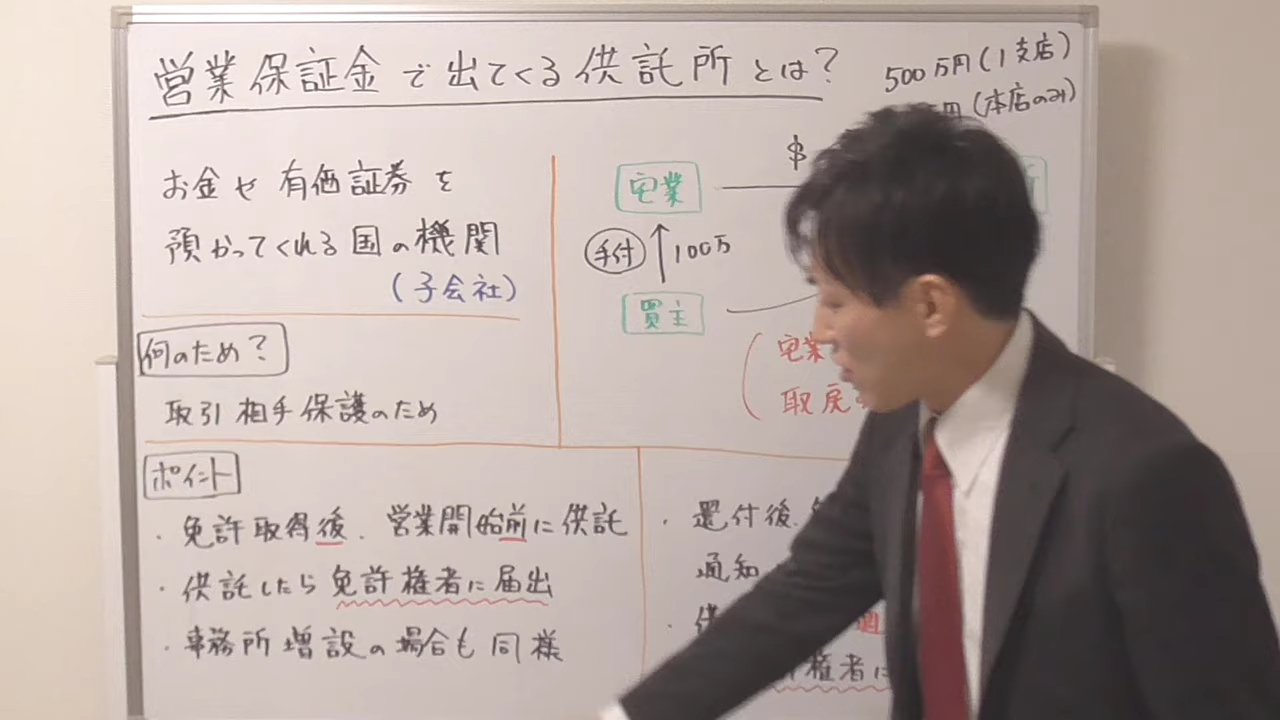 営業保証金で出てくる供託所とは？
500万円(1支店)
円(本店のみ)
お金や有価証券を
預かってくれる国の機関
(子会社)
何のため？
取引相手保護のため
宅業
$
手付
100万
買主
宅業
取戻
ポイント
・免許取得後、営業開始前に供託
・供託したら免許権者に届出
・事務所増設の場合も同様
・還付後、
通知
・供
権者に